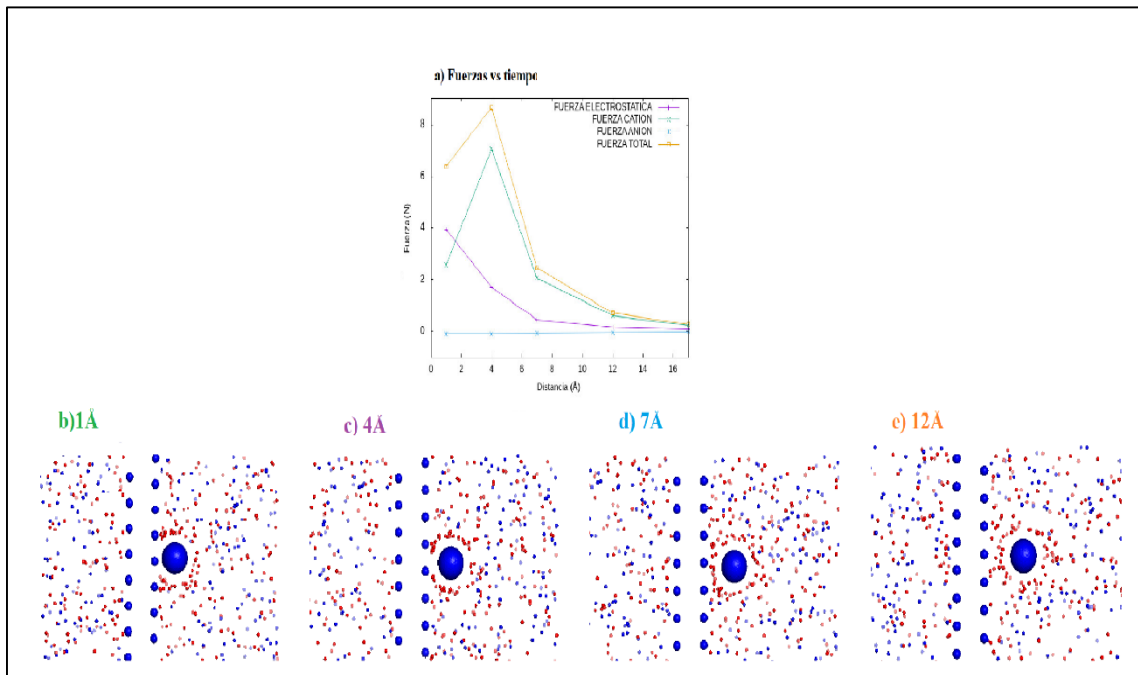 a) Fuerzas vs tiempo
FUERZA ELECTROSTATICA
FUERZA CATION
FUERZA ANION
FUERZA TOTAL
Fuerza (N)
8
6
4
2
0
0 2 4 6 8 10 12 14 16
Distancia (Å)
b)1Å
c) 4Å
d) 7Å
e) 12Å